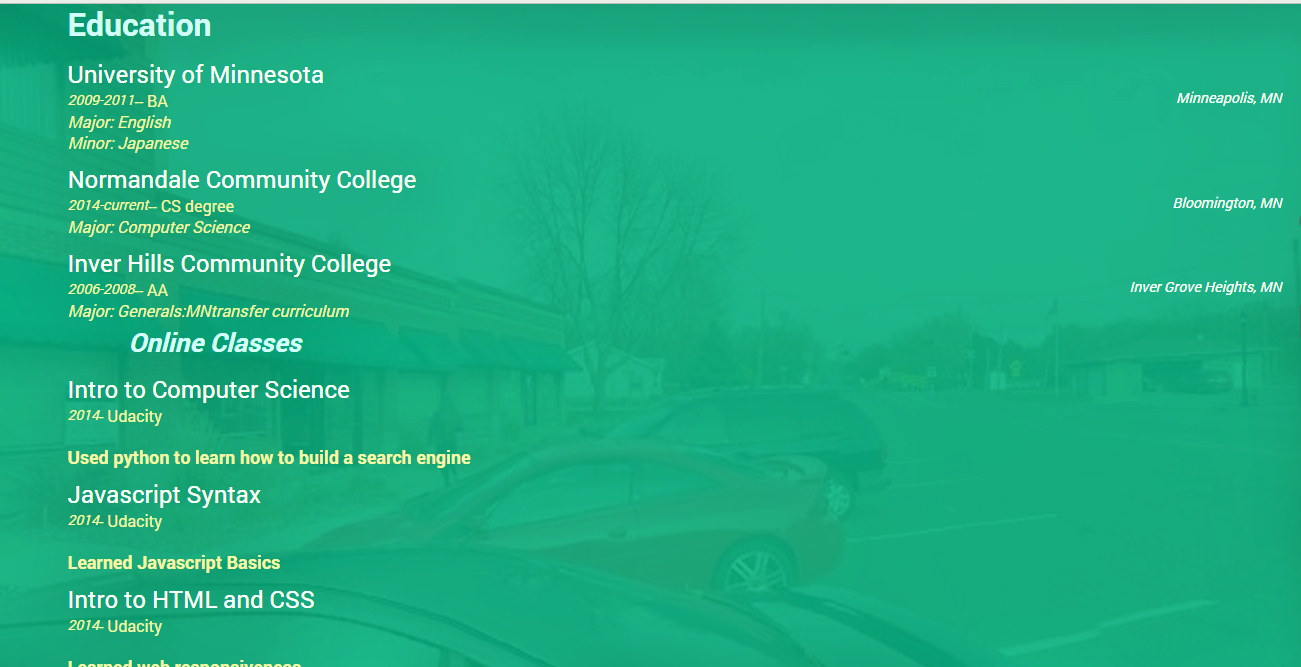 Education
University of Minnesota
2009-2011-- BA
Minneapolis, MN
Major: English
Minor: Japanese
Normandale Community College
2014-current-- CS degree
Bloomington, MN
Major: Computer Science
Inver Hills Community College
2006-2008-- AA
Inver Grove Heights, MN
Major: Generals:MNtransfer curriculum
Online Classes
Intro to Computer Science
2014- Udacity
Used python to learn how to build a search engine
Javascript Syntax
2014- Udacity
Learned Javascript Basics
Intro to HTML and CSS
2014- Udacity
Learned web responsiveness